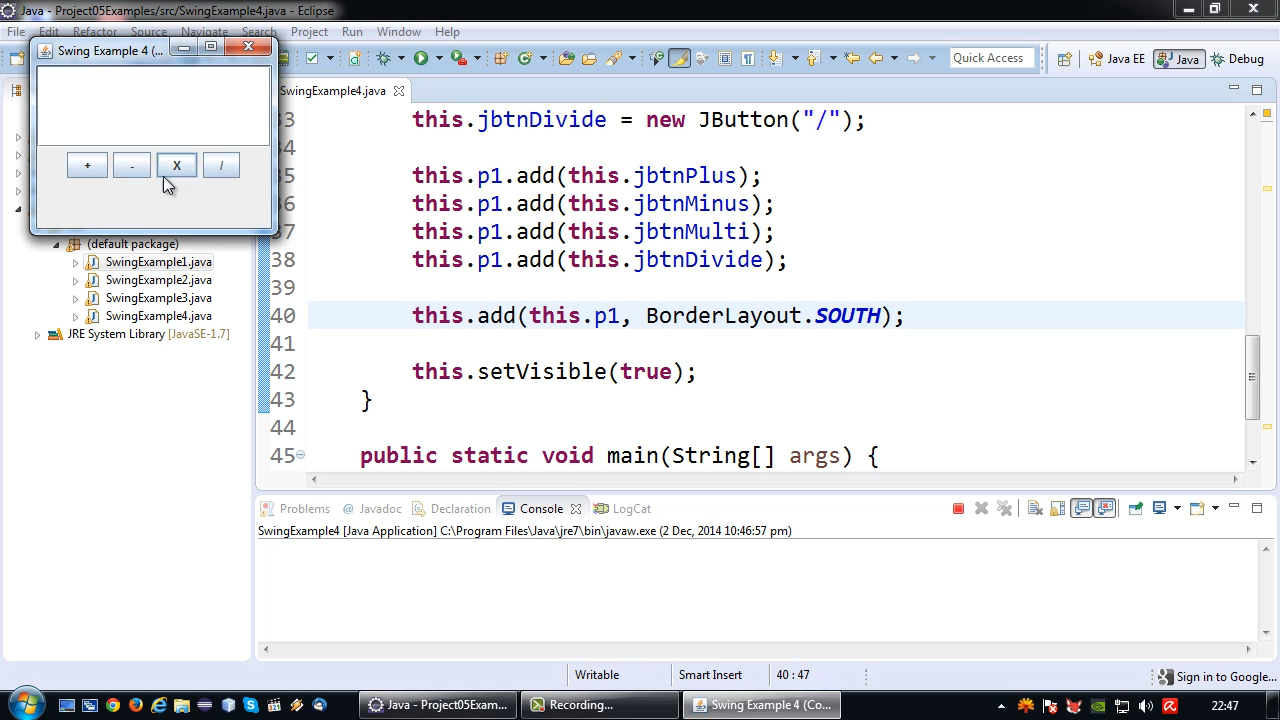 Java - Project05Examples/src/SwingExample4.java - Eclipse
File Edit Refactor Source Navigate Search Project Run Window Help
Swing Example 4 (...
+ - X /
Quick Access
Java EE
Java
Debug
SwingExample4.java
33 this.jbtnDivide = new JButton("/");
34
35 this.p1.add(this.jbtnPlus);
36 this.p1.add(this.jbtnMinus);
37 this.p1.add(this.jbtnMulti);
38 this.p1.add(this.jbtnDivide);
39
40 this.add(this.p1, BorderLayout.SOUTH);
41
42 this.setVisible(true);
43 }
44
45 public static void main(String[] args) {
(default package)
SwingExample1.java
SwingExample2.java
SwingExample3.java
SwingExample4.java
JRE System Library [JavaSE-1.7]
Problems @ Javadoc Declaration Console LogCat
SwingExample4 [Java Application] C:\Program Files\Java\jre7\bin\javaw.exe (2 Dec, 2014 10:46:57 pm)
Writable
Smart Insert
40 : 47
Sign in to Google...
Java - Project05Exam...
Recording...
Swing Example 4 (Co...
22:47